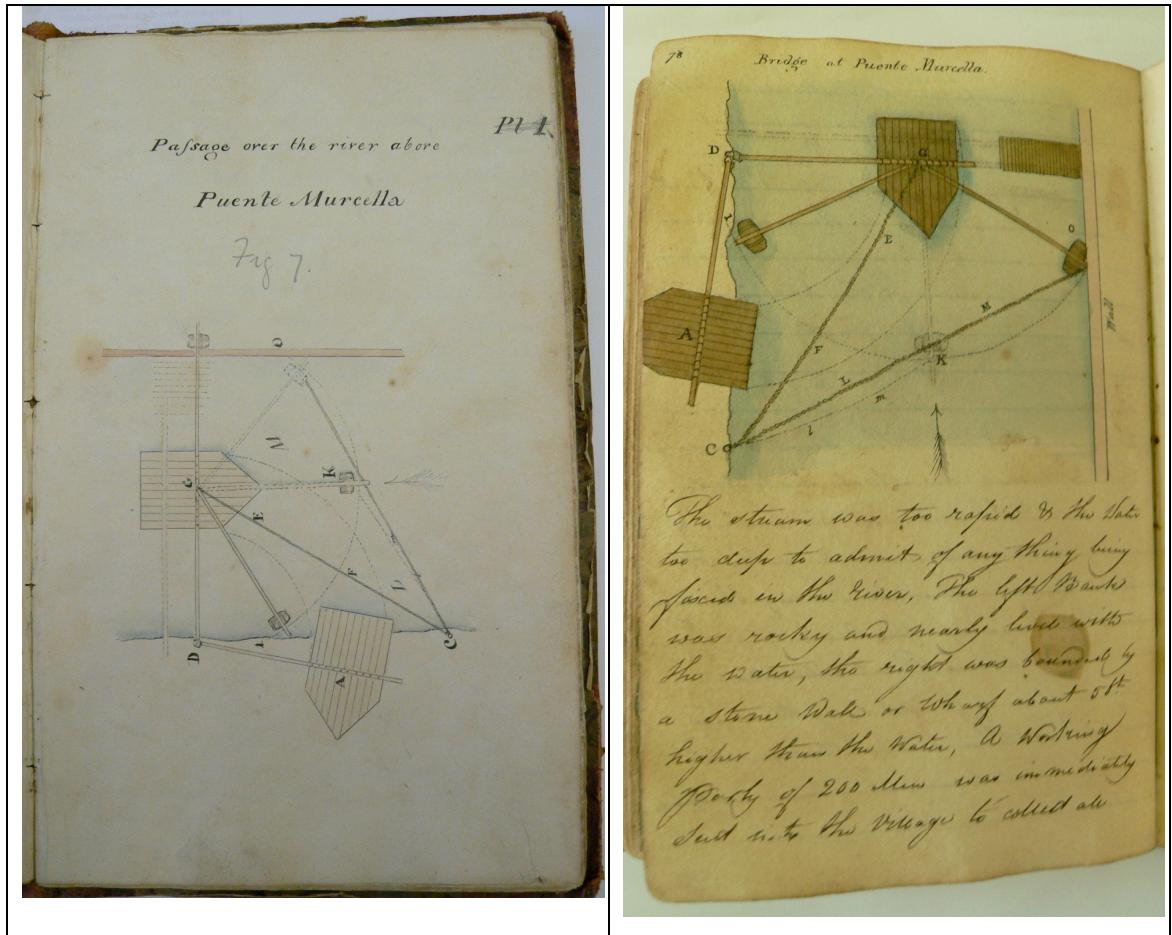 Pl 1
Paſsage over the river above
Puente Murcella
Fig 7.
O
M
G
K
E
F
L
I
D
A
C
78
Bridge at Puente Murcella.
D
G
I
E
O
A
M
F
K
L
m
l
C
Wall
The stream was too rapid & the Water
too deep to admit of any thing being
fixed in the river, The left Bank
was rocky and nearly level with
the water, the right was bounded by
a stone Wall or Wharf about 5ft
higher than the Water, A Working
Party of 200 Men was immediately
sent into the Village to collect all